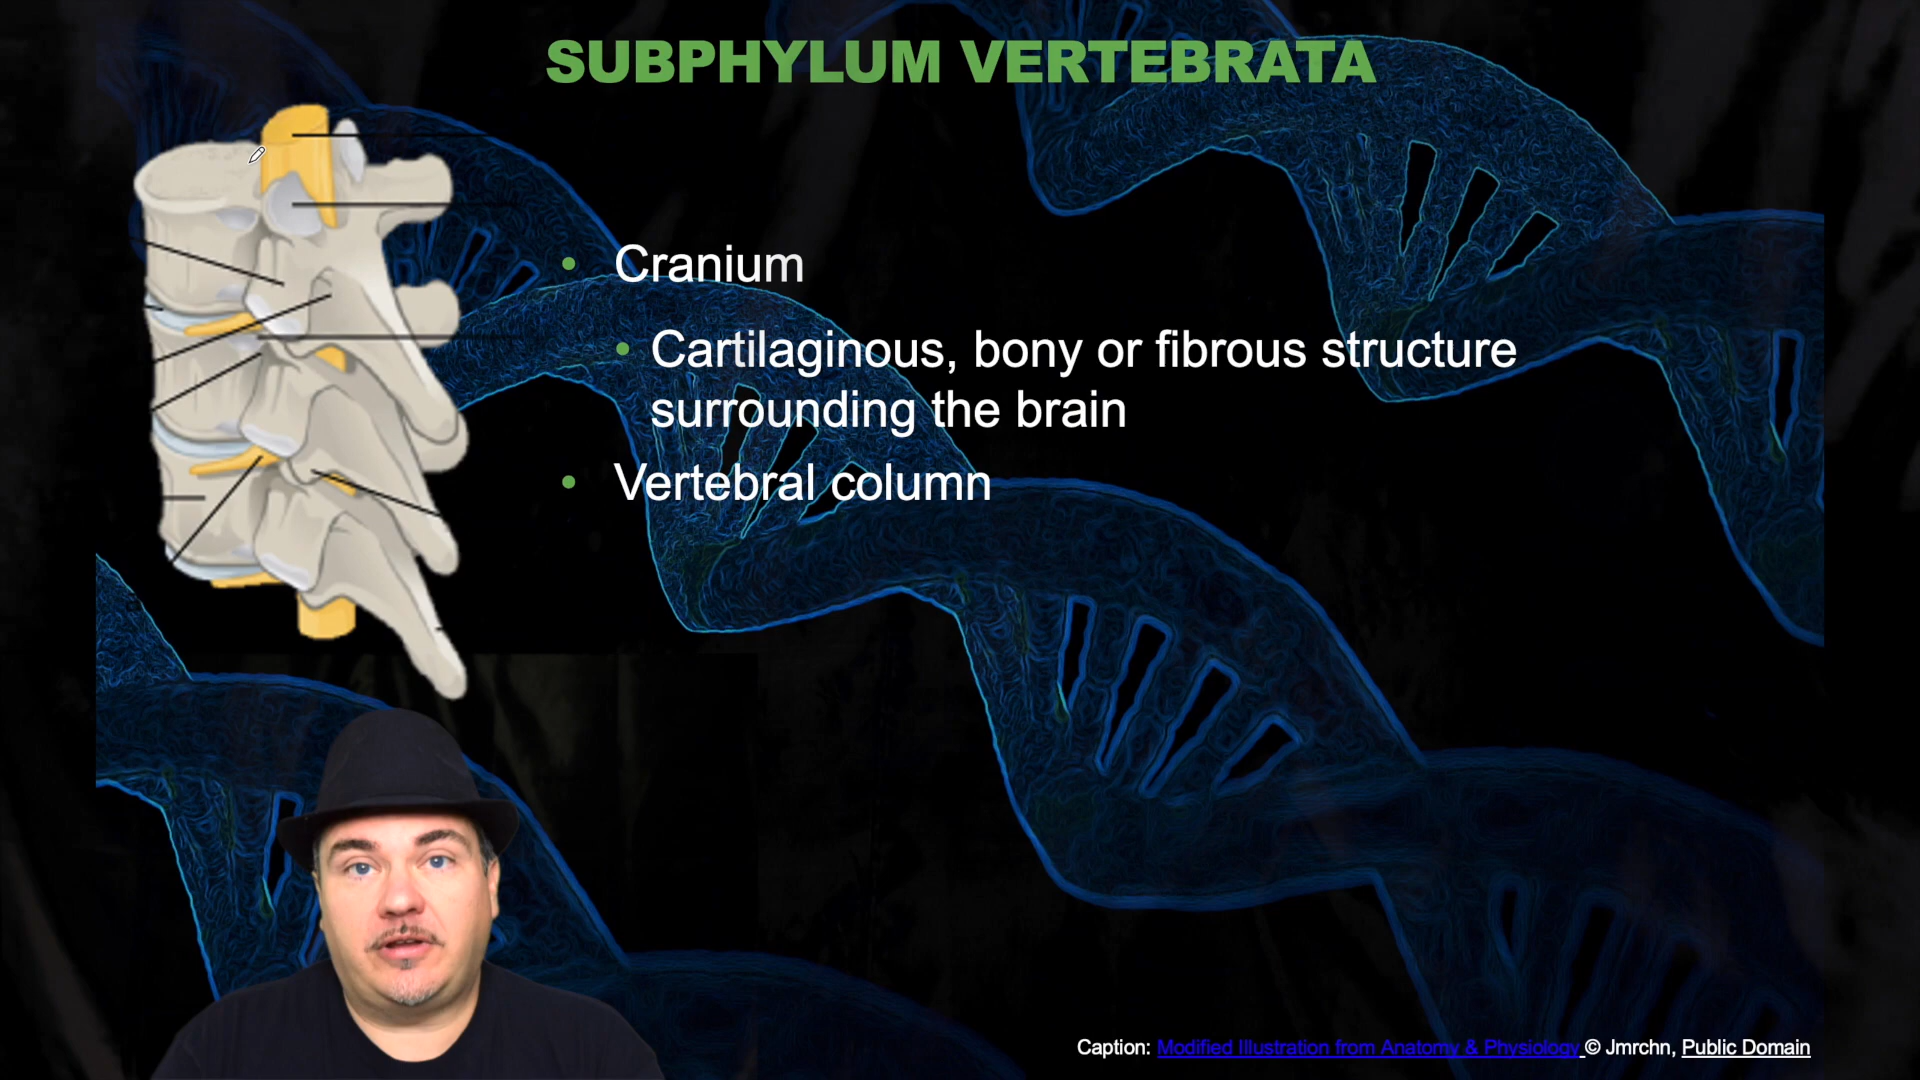 SUBPHYLUM VERTEBRATA
• Cranium
• Cartilaginous, bony or fibrous structure
surrounding the brain
• Vertebral column
Caption: Modified Illustration from Anatomy & Physiology © Jmrchn, Public Domain